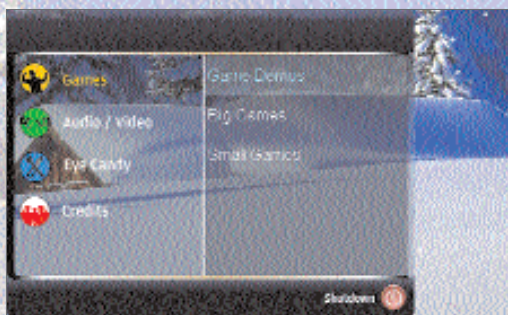 Games
Audio / Video
Eye Candy
Credits
Game Demos
Big Games
Small Games
Shutdown